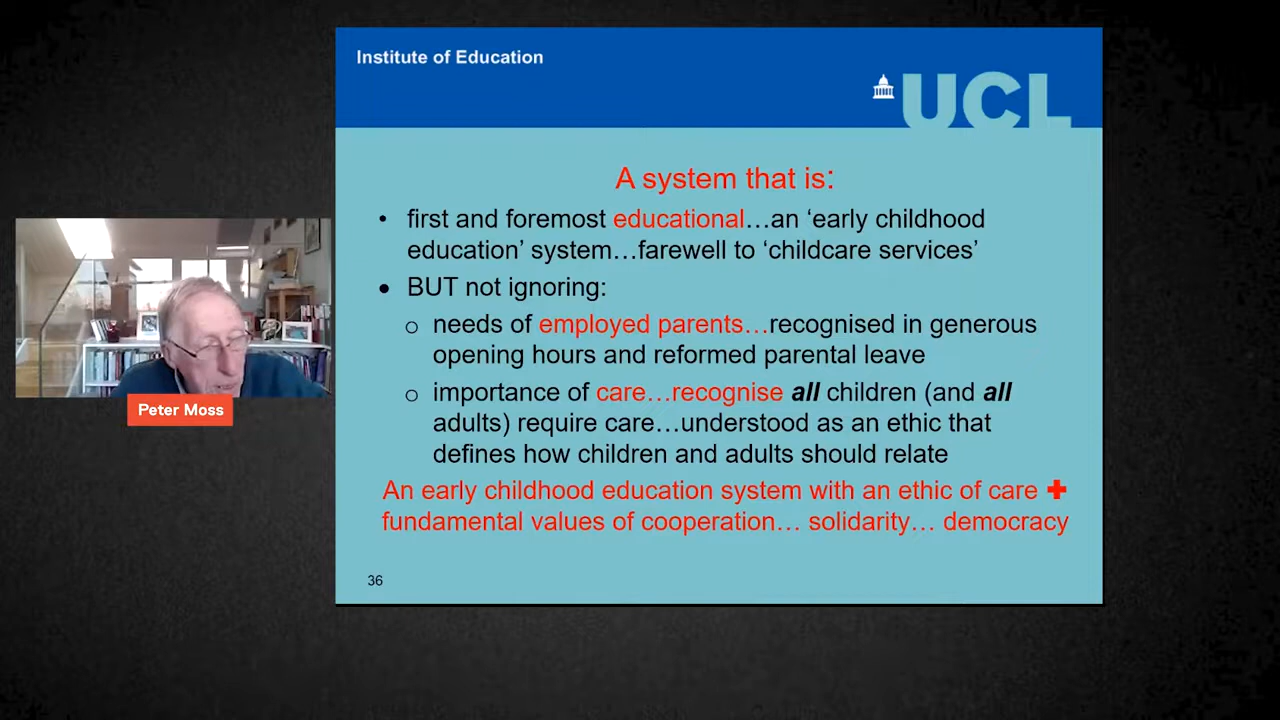 Institute of Education
UCL
A system that is:
• first and foremost educational…an ‘early childhood
education’ system…farewell to ‘childcare services’
• BUT not ignoring:
o needs of employed parents…recognised in generous
opening hours and reformed parental leave
o importance of care…recognise all children (and all
adults) require care…understood as an ethic that
defines how children and adults should relate
An early childhood education system with an ethic of care +
fundamental values of cooperation… solidarity… democracy
36
Peter Moss